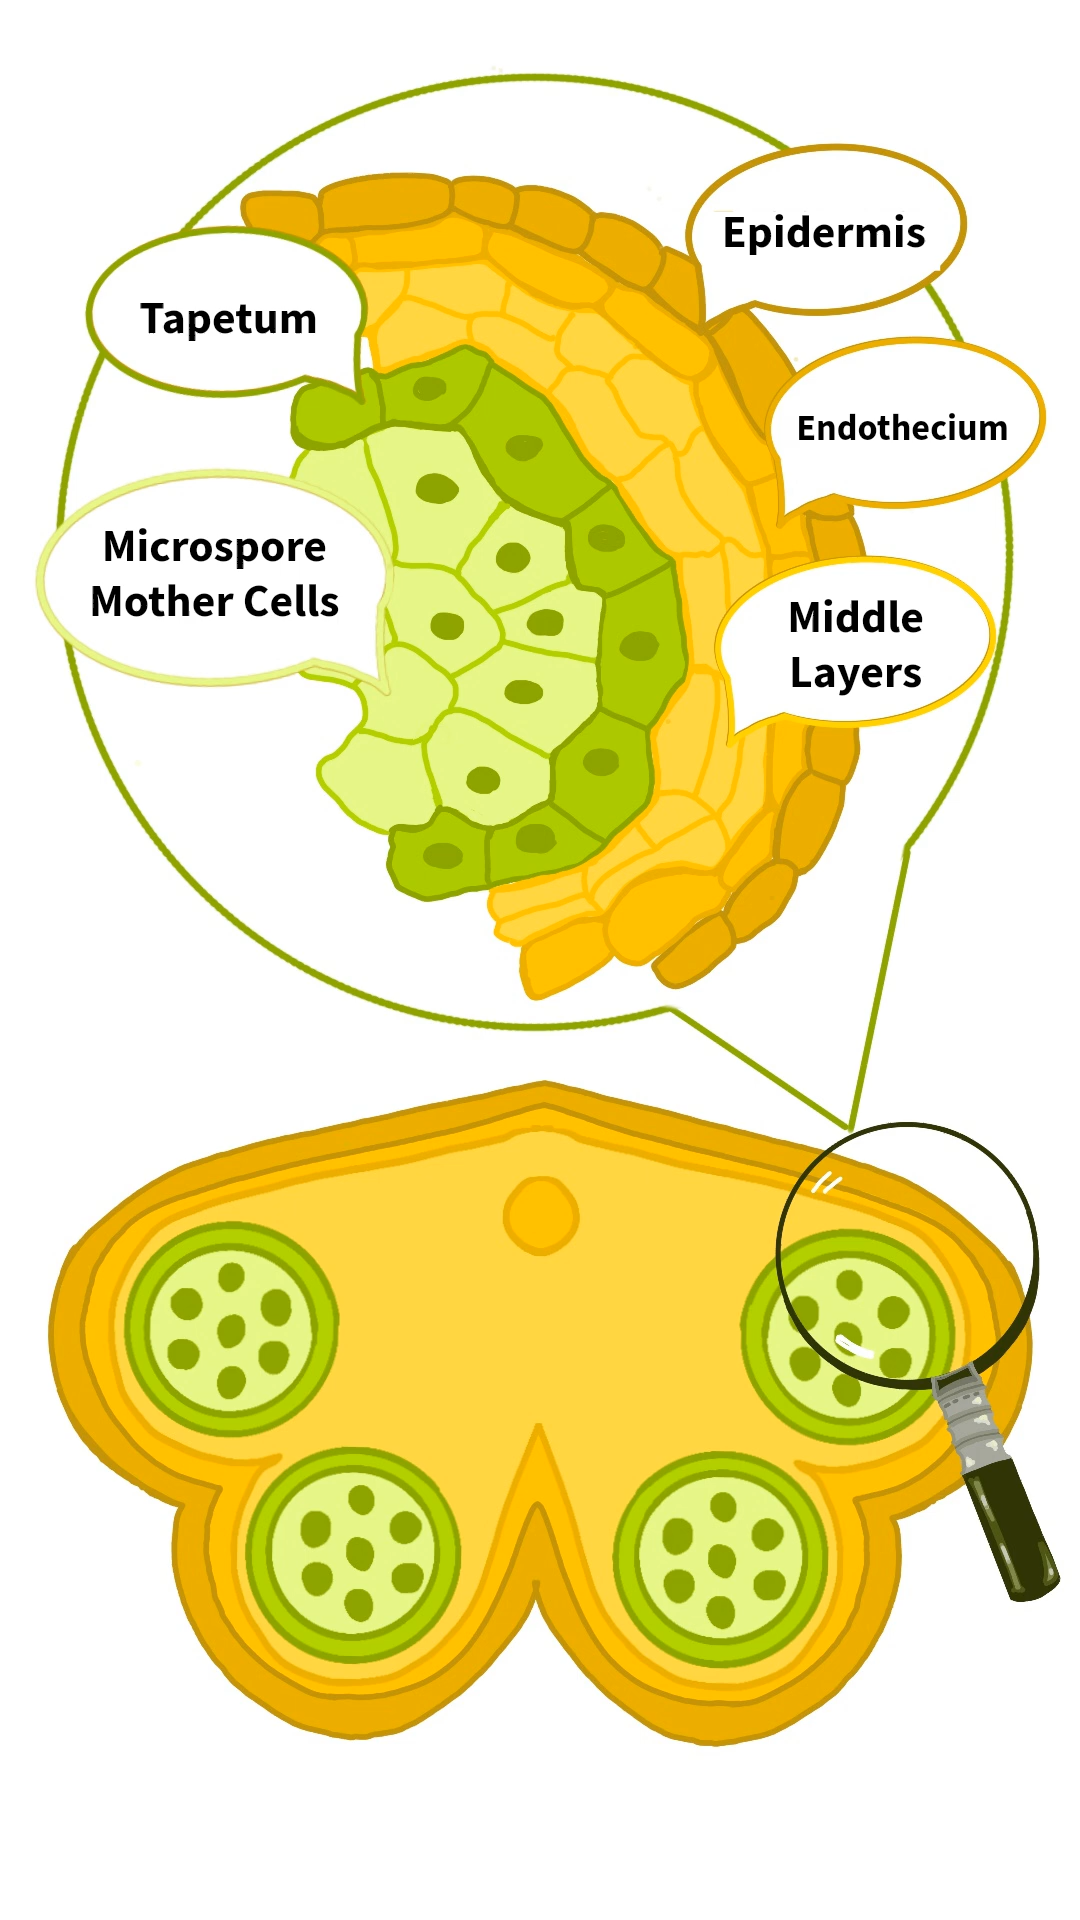 Epidermis
Tapetum
Endothecium
Microspore
Mother Cells
Middle
Layers